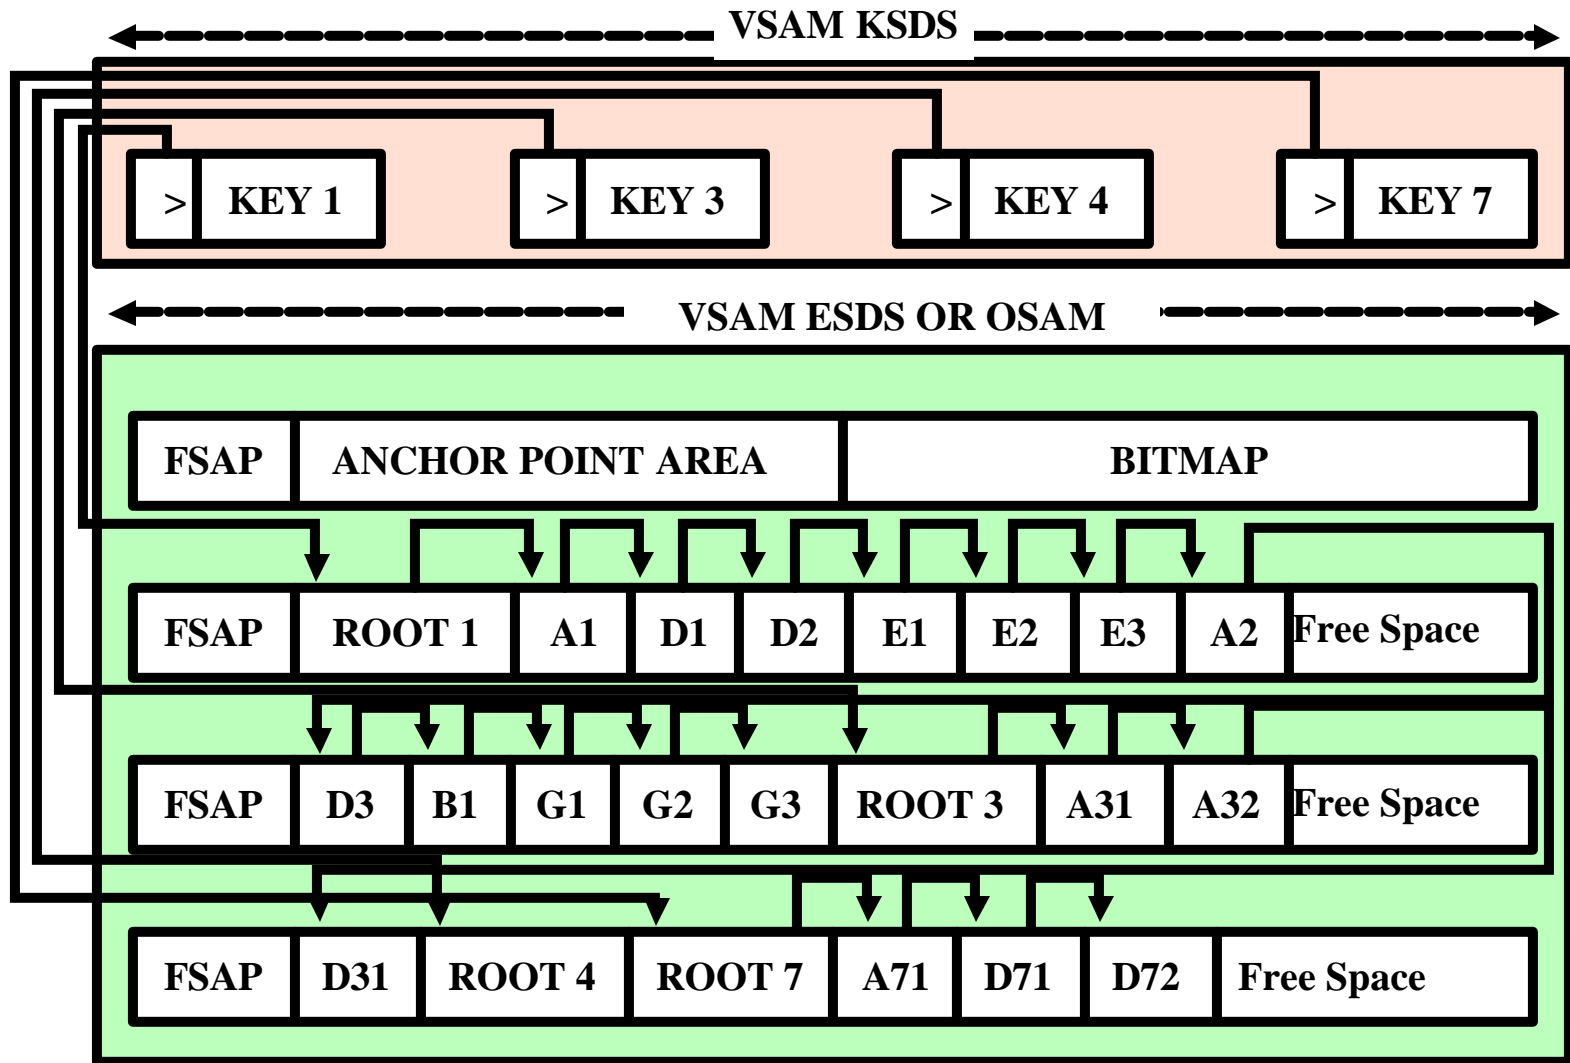 VSAM KSDS
> KEY 1 > KEY 3 > KEY 4 > KEY 7
VSAM ESDS OR OSAM
FSAP ANCHOR POINT AREA BITMAP
FSAP ROOT 1 A1 D1 D2 E1 E2 E3 A2 Free Space
FSAP D3 B1 G1 G2 G3 ROOT 3 A31 A32 Free Space
FSAP D31 ROOT 4 ROOT 7 A71 D71 D72 Free Space